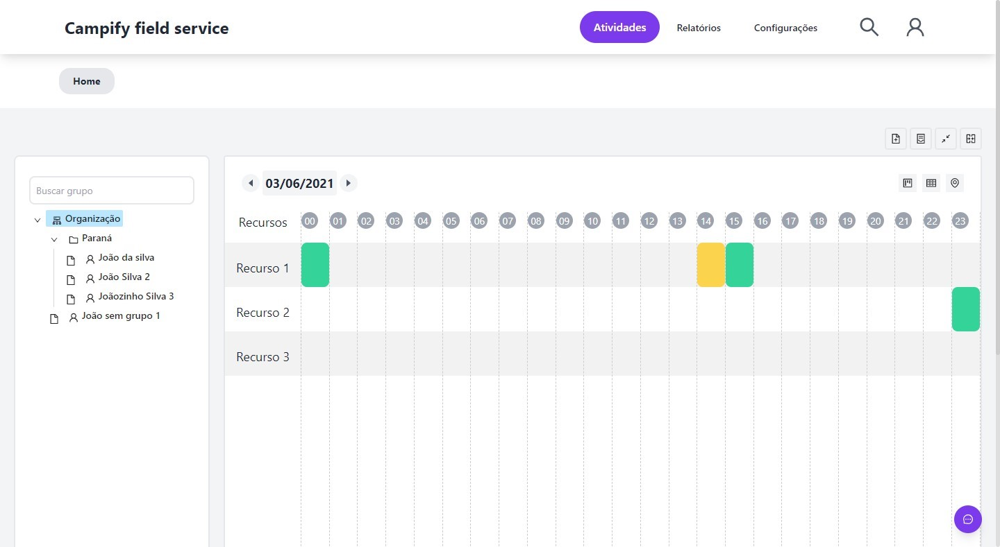 Campify field service
Atividades
Relatórios
Configurações
Home
Buscar grupo
Organização
Paraná
João da silva
João Silva 2
Joãozinho Silva 3
João sem grupo 1
03/06/2021
Recursos 00 01 02 03 04 05 06 07 08 09 10 11 12 13 14 15 16 17 18 19 20 21 22 23
Recurso 1
Recurso 2
Recurso 3